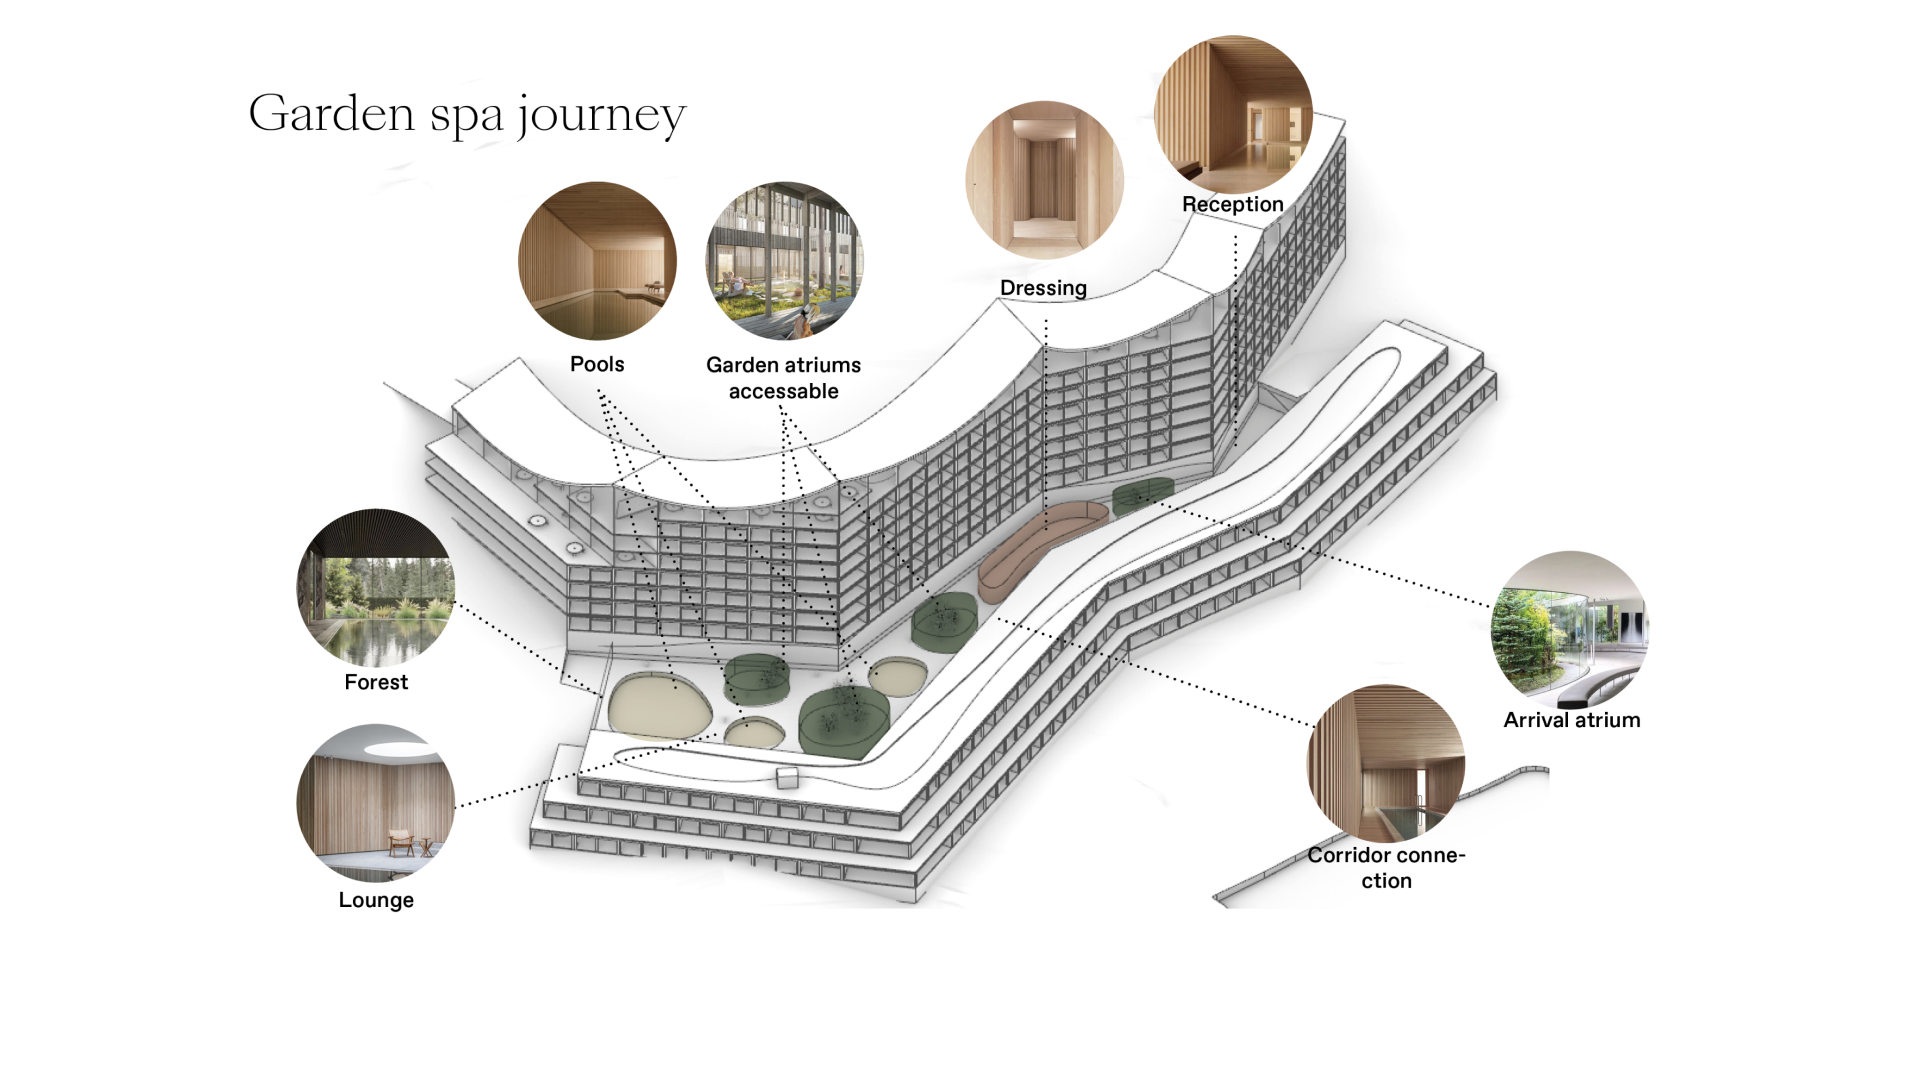 Garden spa journey
Reception
Dressing
Pools
Garden atriums
accessable
Forest
Arrival atrium
Corridor conne-
ction
Lounge